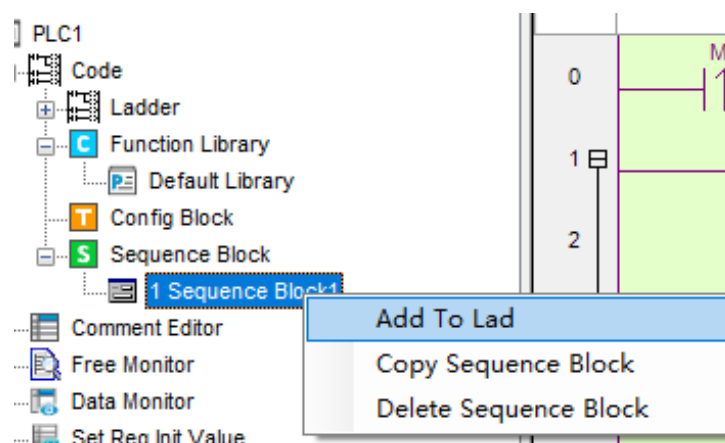 PLC1
Code
Ladder
Function Library
Default Library
Config Block
Sequence Block
1 Sequence Block1
Comment Editor
Free Monitor
Data Monitor
Set Reg Init Value
Add To Lad
Copy Sequence Block
Delete Sequence Block
0
M
1
2